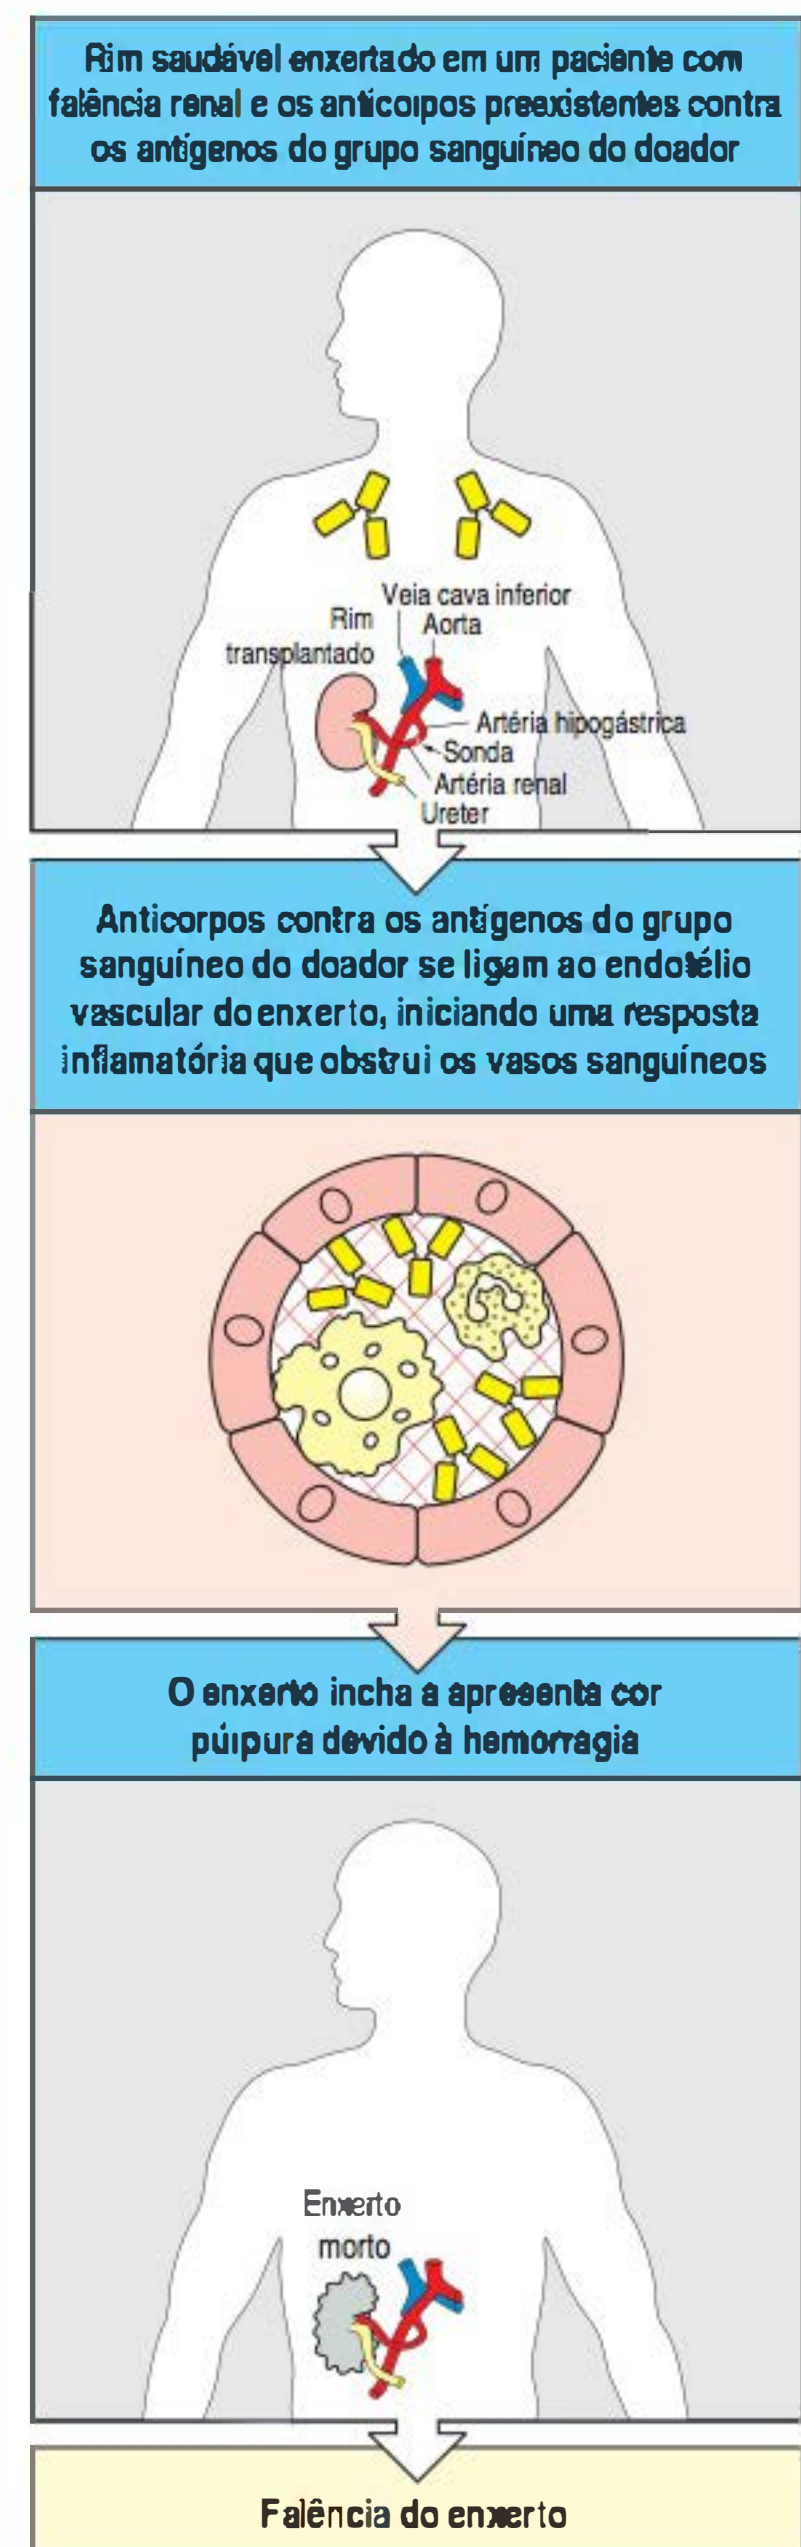 Rim saudável enxertado em um paciente com
falência renal e os anticorpos preexistentes contra
os antígenos do grupo sanguíneo do doador
Veia cava inferior
Rim
transplantado
Aorta
Artéria hipogástrica
Sonda
Artéria renal
Ureter
Anticorpos contra os antígenos do grupo
sanguíneo do doador se ligam ao endotélio
vascular do enxerto, iniciando uma resposta
inflamatória que obstrui os vasos sanguíneos
O enxerto incha a apresenta cor
púrpura devido à hemorragia
Enxerto
morto
Falência do enxerto